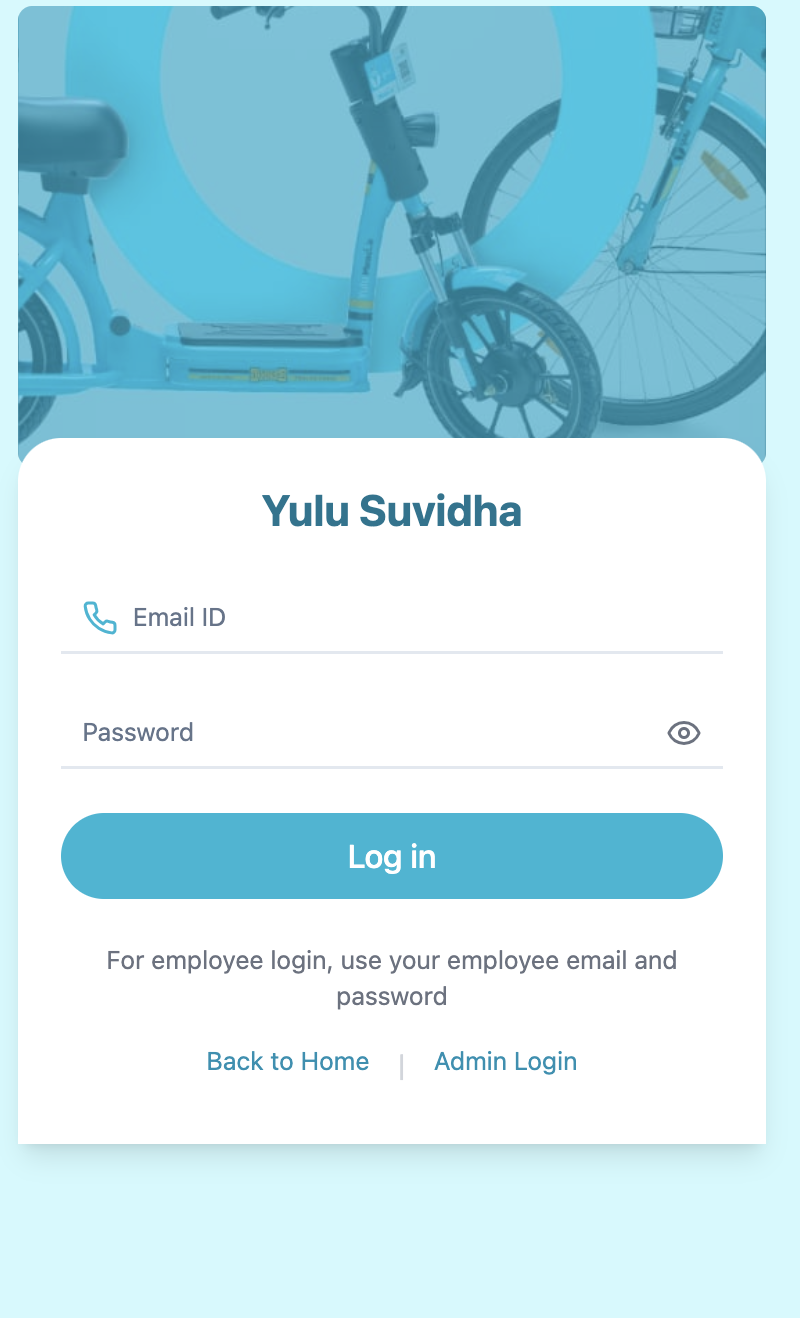 Yulu Suvidha
Email ID
Password
Log in
For employee login, use your employee email and
password
Back to Home | Admin Login